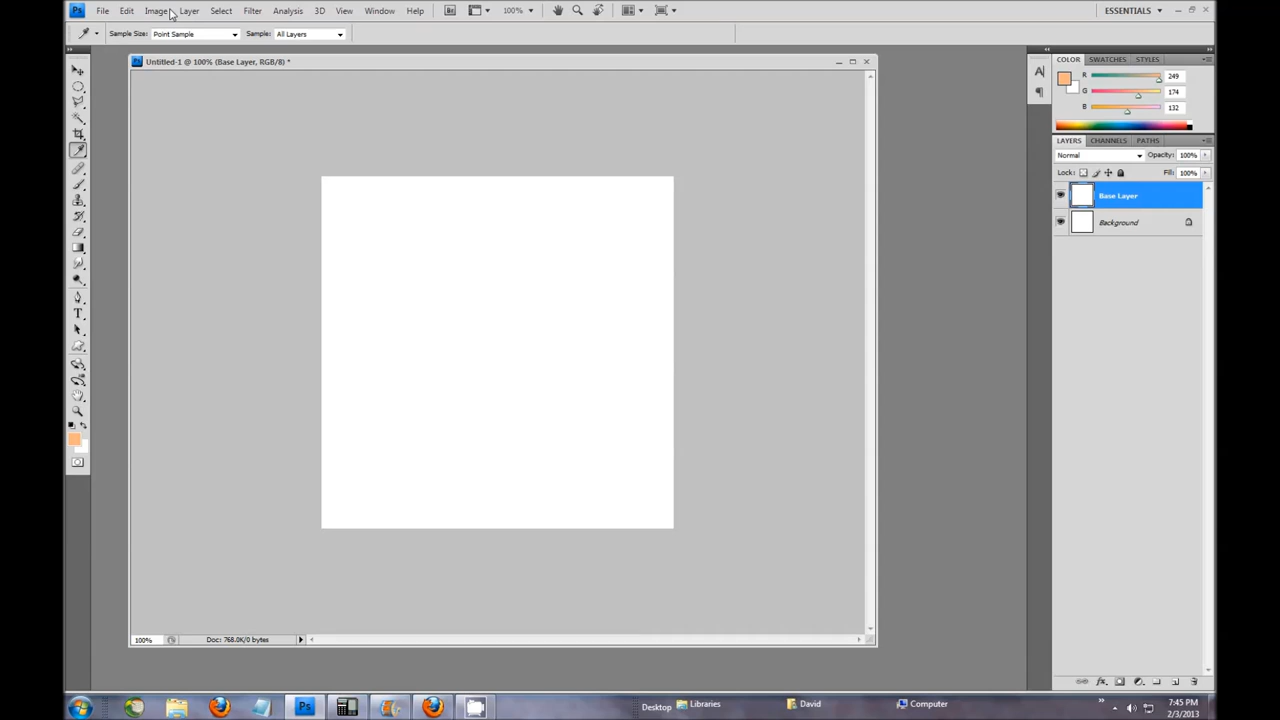 Ps File Edit Image Layer Select Filter Analysis 3D View Window Help Br 100% ESSENTIALS
Sample Size: Point Sample Sample: All Layers
Untitled-1 @ 100% (Base Layer, RGB/8) *
COLOR SWATCHES STYLES
R 249
G 174
B 132
LAYERS CHANNELS PATHS
Normal Opacity: 100%
Lock: Fill: 100%
Base Layer
Background
100% Doc: 768.0K/0 bytes
Ps Desktop Libraries David Computer 7:45 PM
2/3/2013